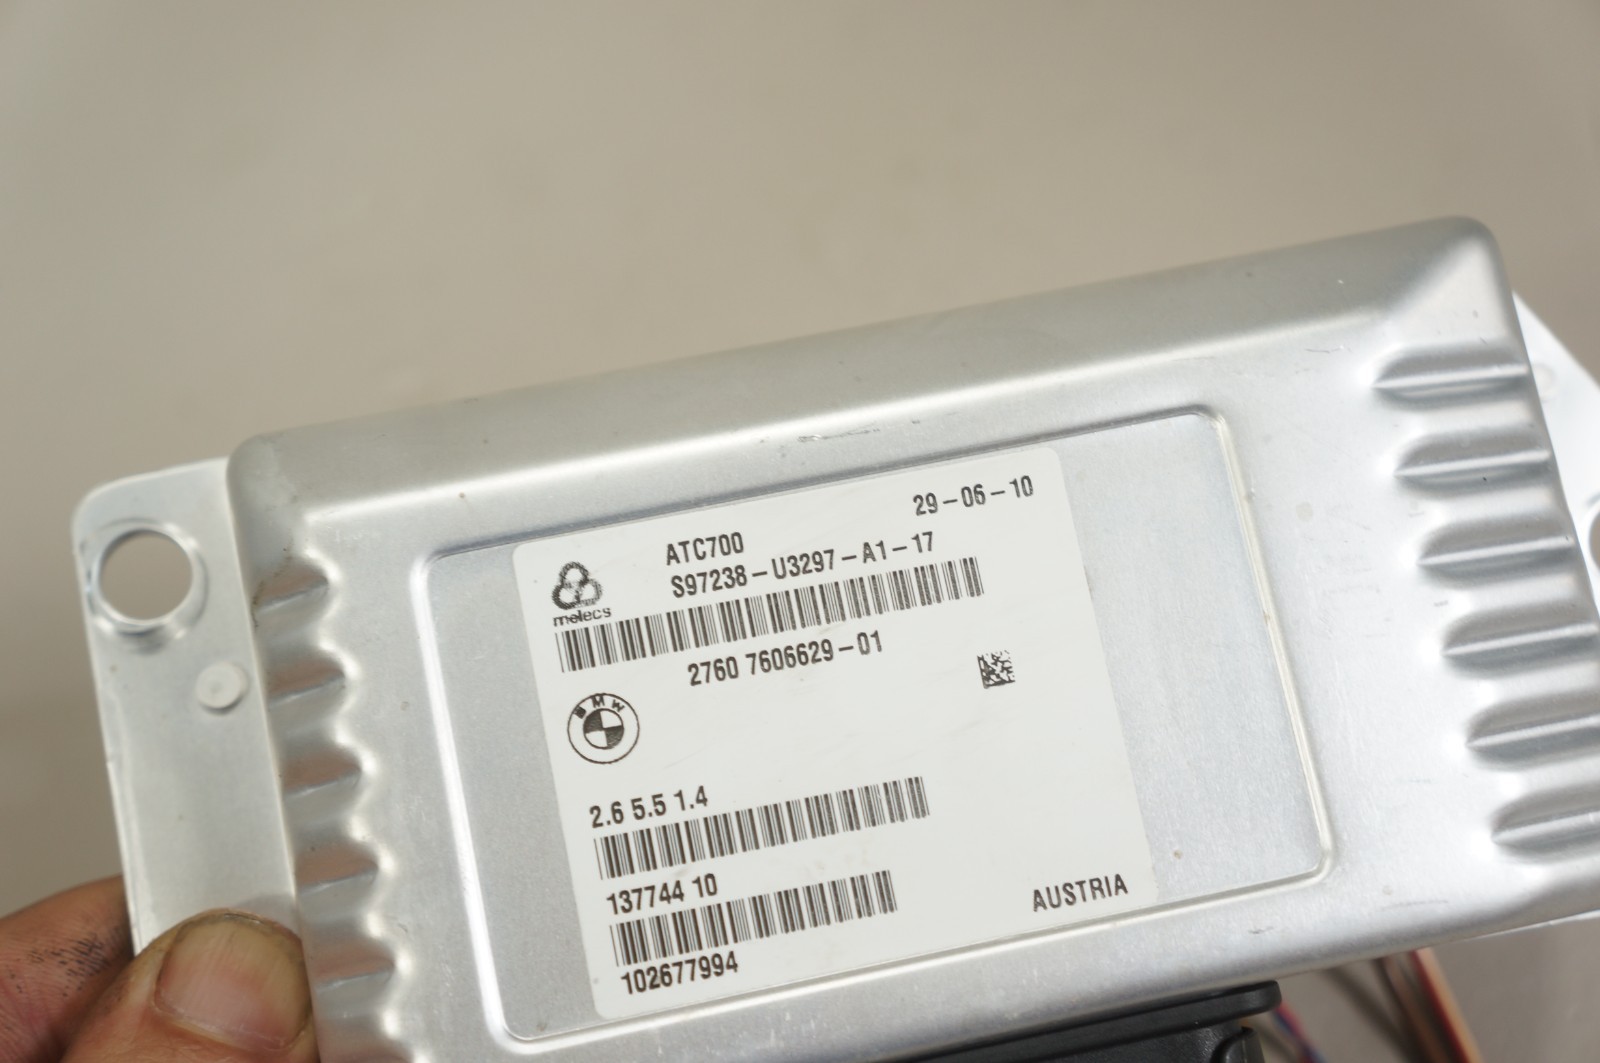 29-06-10
ATC700
S97238-U3297-A1-17
melecs
2760 7606629-01
BMW
2.6 5.5 1.4
137744 10
AUSTRIA
102677994